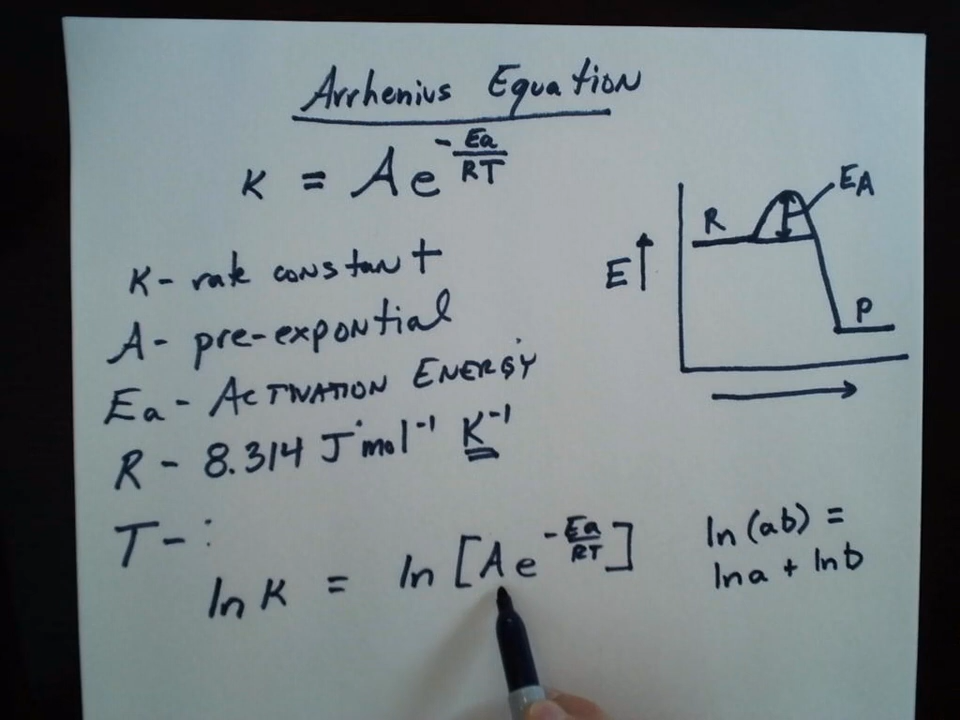 Arrhenius Equation
K = Ae^-Ea/RT
K - rate constant
A - pre-expontial
Ea - ACTIVATION ENERGY
R - 8.314 J mol⁻¹ K⁻¹
T - :
ln K = ln [Ae^-Ea/RT]
ln (ab) =
ln a + ln b
E
R
EA
P